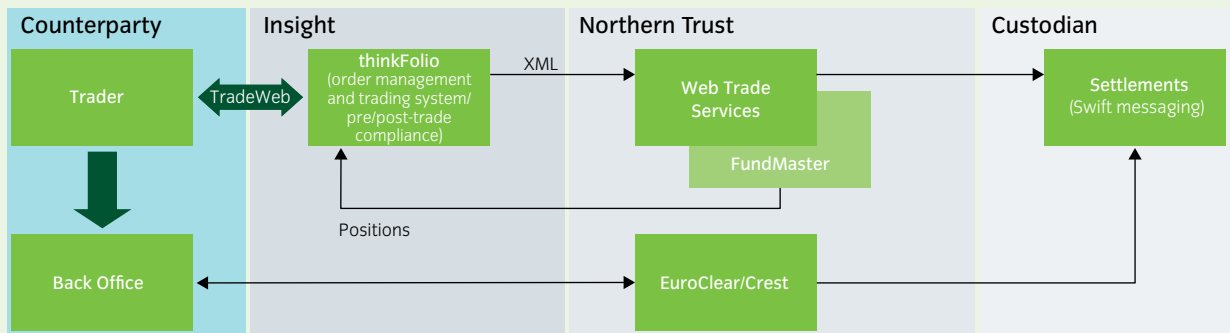 Counterparty
Insight
Northern Trust
Custodian
Trader
TradeWeb
thinkFolio
(order management
and trading system/
pre/post-trade
compliance)
XML
Web Trade
Services
FundMaster
Settlements
(Swift messaging)
Positions
Back Office
EuroClear/Crest